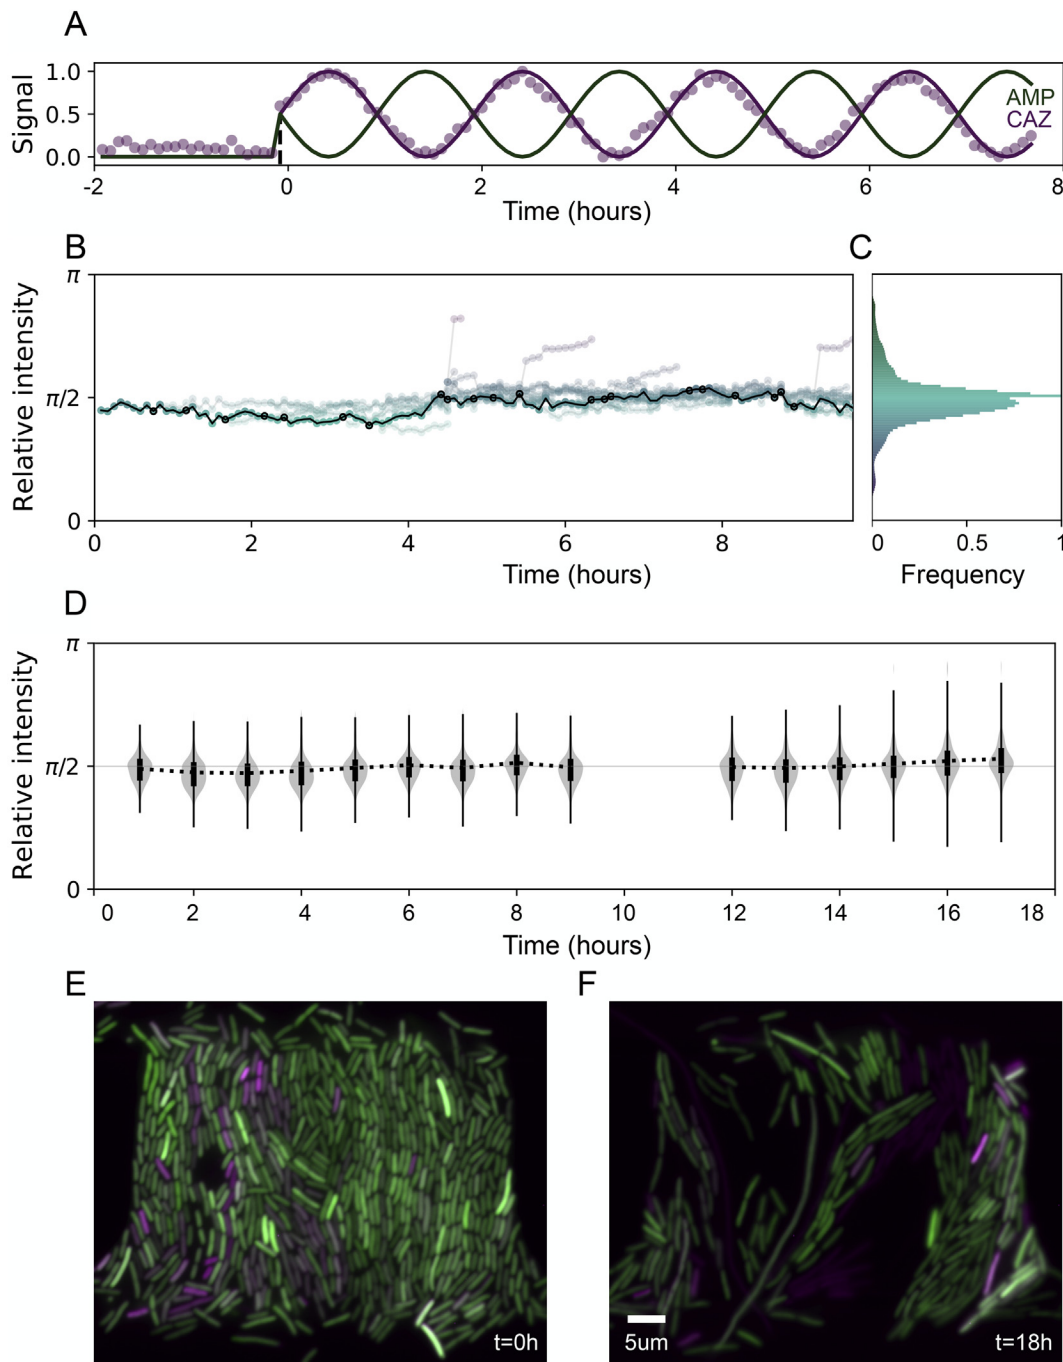 A
Signal
1.0
0.5
0.0
AMP
CAZ
-2
0
2
4
6
8
Time (hours)
B
Relative intensity
π
π/2
0
0
2
4
6
8
Time (hours)
C
0
0.5
1
Frequency
D
Relative intensity
π
π/2
0
0
2
4
6
8
10
12
14
16
18
Time (hours)
E
t=0h
F
5um
t=18h